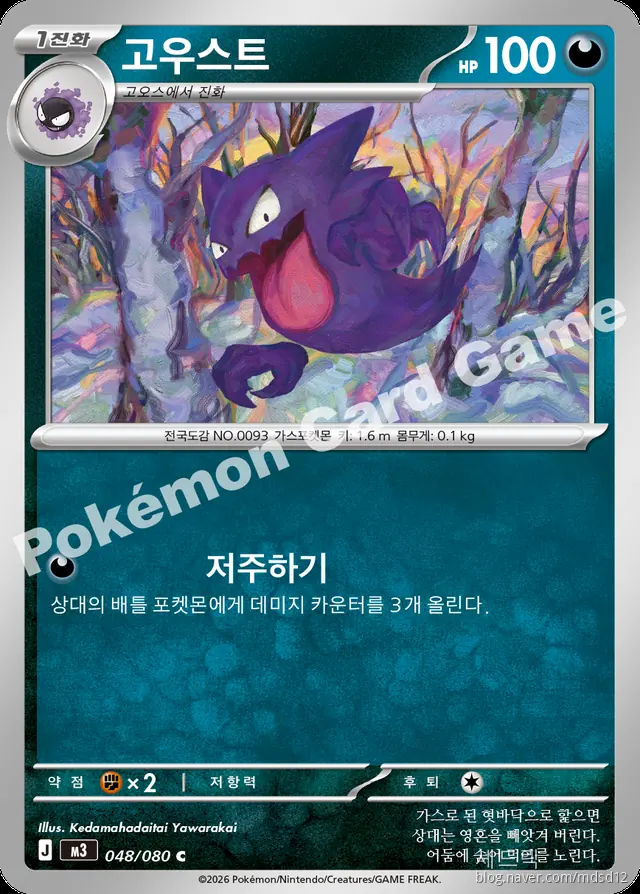 1진화
고우스트
HP 100
고오스에서 진화
전국도감 NO.0093 가스포켓몬 키: 1.6 m 몸무게: 0.1 kg
Pokémon Card Game
저주하기
상대의 배틀 포켓몬에게 데미지 카운터를 3개 올린다.
약 점 ×2 저항력 후 퇴
Illus. Kedamahadaitai Yawarakai
가스로 된 혓바닥으로 핥으면
상대는 영혼을 빼앗겨 버린다.
어둠에 숨어 먹이를 노린다.
J M3 048/080 C
©2026 Pokémon/Nintendo/Creatures/GAME FREAK.
blog.naver.com/mdsd12